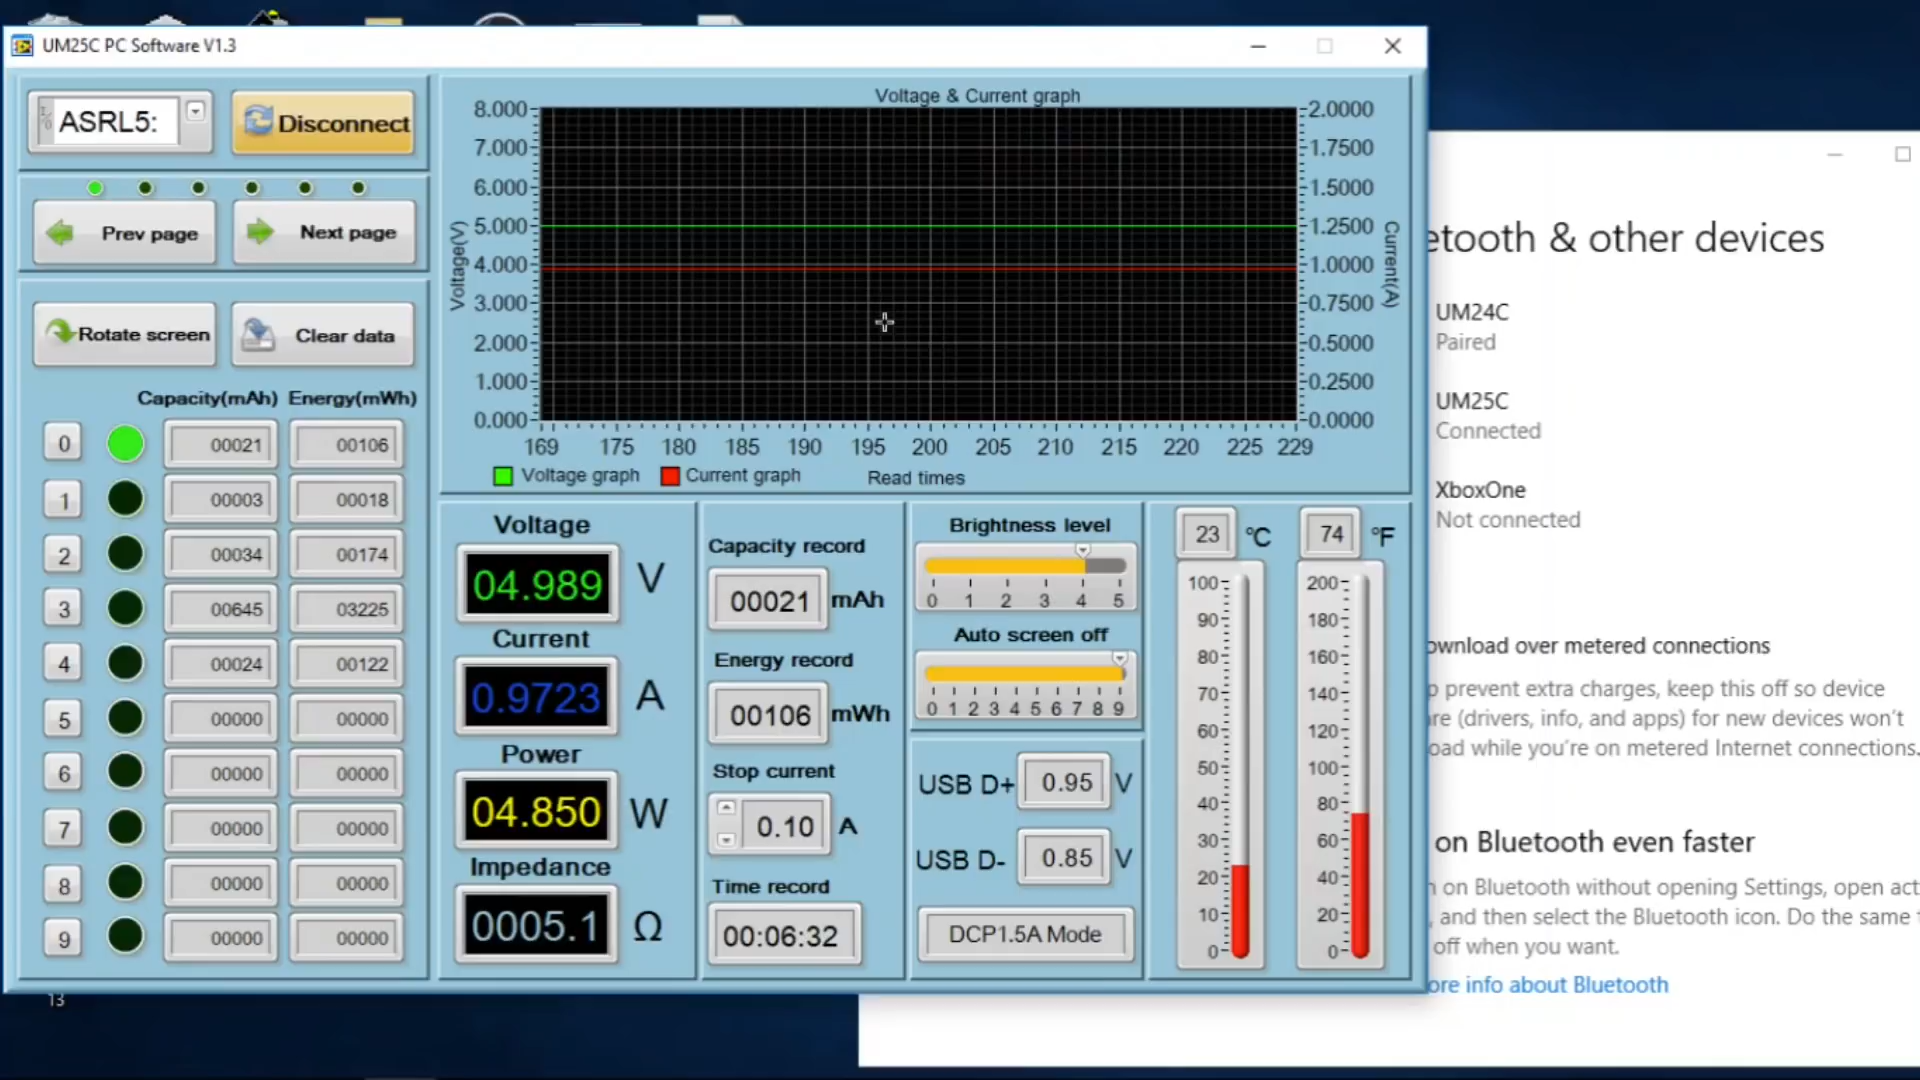 UM25C PC Software V1.3
ASRL5:
Disconnect
Prev page
Next page
Rotate screen
Clear data
Capacity(mAh) Energy(mWh)
0 00021 00106
1 00003 00018
2 00034 00174
3 00645 03225
4 00024 00122
5 00000 00000
6 00000 00000
7 00000 00000
8 00000 00000
9 00000 00000
Voltage & Current graph
8.000
7.000
6.000
5.000
4.000
3.000
2.000
1.000
0.000
Voltage(V)
2.0000
1.7500
1.5000
1.2500
1.0000
0.7500
0.5000
0.2500
0.0000
Current(A)
169 175 180 185 190 195 200 205 210 215 220 225 229
Voltage graph
Current graph
Read times
Voltage
04.989 V
Current
0.9723 A
Power
04.850 W
Impedance
0005.1 Ω
Capacity record
00021 mAh
Energy record
00106 mWh
Stop current
0.10 A
Time record
00:06:32
Brightness level
0 1 2 3 4 5
Auto screen off
0 1 2 3 4 5 6 7 8 9
USB D+ 0.95 V
USB D- 0.85 V
DCP1.5A Mode
23 °C
100
90
80
70
60
50
40
30
20
10
0
74 °F
200
180
160
140
120
100
80
60
40
20
0
etooth & other devices
UM24C
Paired
UM25C
Connected
XboxOne
Not connected
ownload over metered connections
prevent extra charges, keep this off so device
re (drivers, info, and apps) for new devices won't
oad while you're on metered Internet connections.
on Bluetooth even faster
on Bluetooth without opening Settings, open act
, and then select the Bluetooth icon. Do the same
off when you want.
ore info about Bluetooth
13